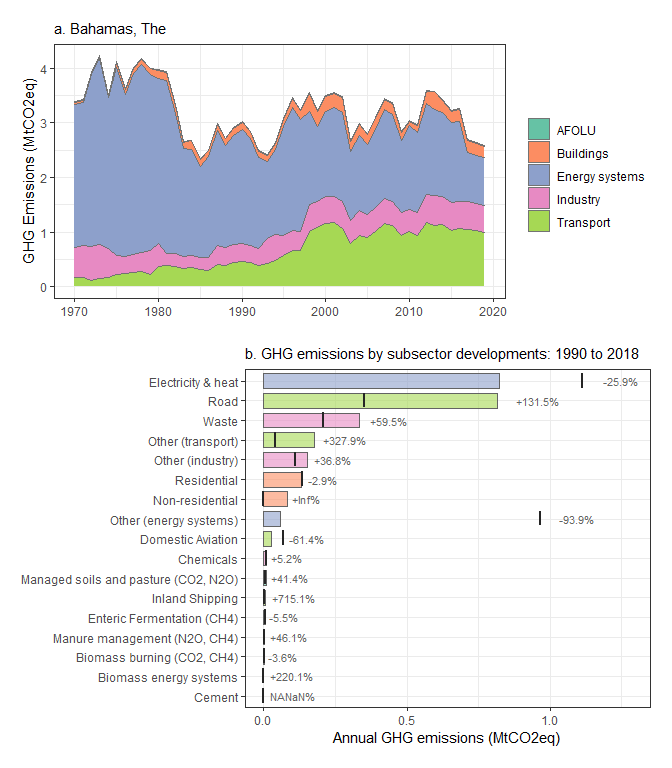 a. Bahamas, The
GHG Emissions (MtCO2eq)
4
3
2
1
0
1970
1980
1990
2000
2010
2020
AFOLU
Buildings
Energy systems
Industry
Transport
b. GHG emissions by subsector developments: 1990 to 2018
Electricity & heat
-25.9%
Road
+131.5%
Waste
+59.5%
Other (transport)
+327.9%
Other (industry)
+36.8%
Residential
-2.9%
Non-residential
+Inf%
Other (energy systems)
-93.9%
Domestic Aviation
-61.4%
Chemicals
+5.2%
Managed soils and pasture (CO2, N2O)
+41.4%
Inland Shipping
+715.1%
Enteric Fermentation (CH4)
-5.5%
Manure management (N2O, CH4)
+46.1%
Biomass burning (CO2, CH4)
-3.6%
Biomass energy systems
+220.1%
Cement
NANaN%
0.0
0.5
1.0
Annual GHG emissions (MtCO2eq)